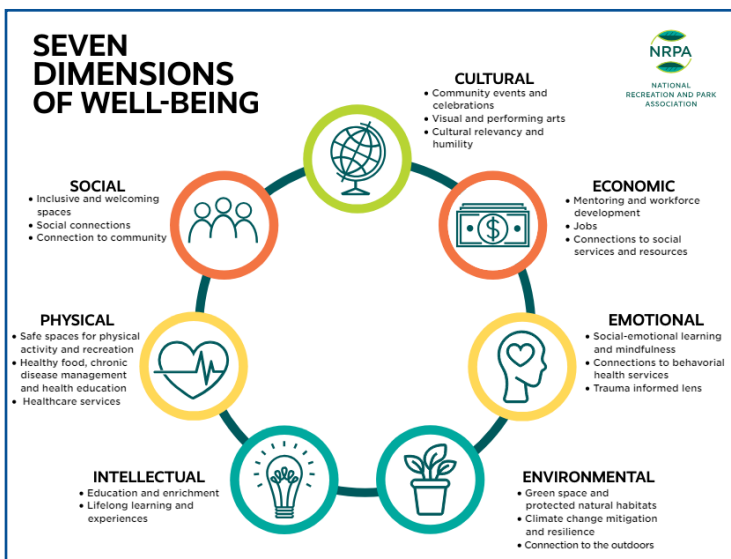 SEVEN
DIMENSIONS
OF WELL-BEING
NRPA
NATIONAL
RECREATION AND PARK
ASSOCIATION
CULTURAL
• Community events and
celebrations
• Visual and performing arts
• Cultural relevancy and
humility
SOCIAL
• Inclusive and welcoming
spaces
• Social connections
• Connection to community
ECONOMIC
• Mentoring and workforce
development
• Jobs
• Connections to social
services and resources
$
PHYSICAL
• Safe spaces for physical
activity and recreation
• Healthy food, chronic
disease management
and health education
• Healthcare services
EMOTIONAL
• Social-emotional learning
and mindfulness
• Connections to behavorial
health services
• Trauma informed lens
INTELLECTUAL
• Education and enrichment
• Lifelong learning and
experiences
ENVIRONMENTAL
• Green space and
protected natural habitats
• Climate change mitigation
and resilience
• Connection to the outdoors